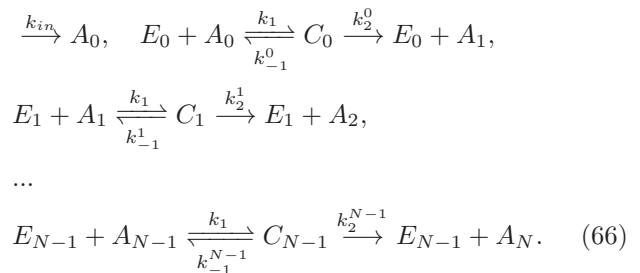 $\xrightarrow{k_{in}} A_0, \quad E_0 + A_0 \underset{k_{-1}^0}{\overset{k_1}{\rightleftharpoons}} C_0 \xrightarrow{k_2^0} E_0 + A_1,$
$E_1 + A_1 \underset{k_{-1}^1}{\overset{k_1}{\rightleftharpoons}} C_1 \xrightarrow{k_2^1} E_1 + A_2,$
...
$E_{N-1} + A_{N-1} \underset{k_{-1}^{N-1}}{\overset{k_1}{\rightleftharpoons}} C_{N-1} \xrightarrow{k_2^{N-1}} E_{N-1} + A_N. \quad (66)$